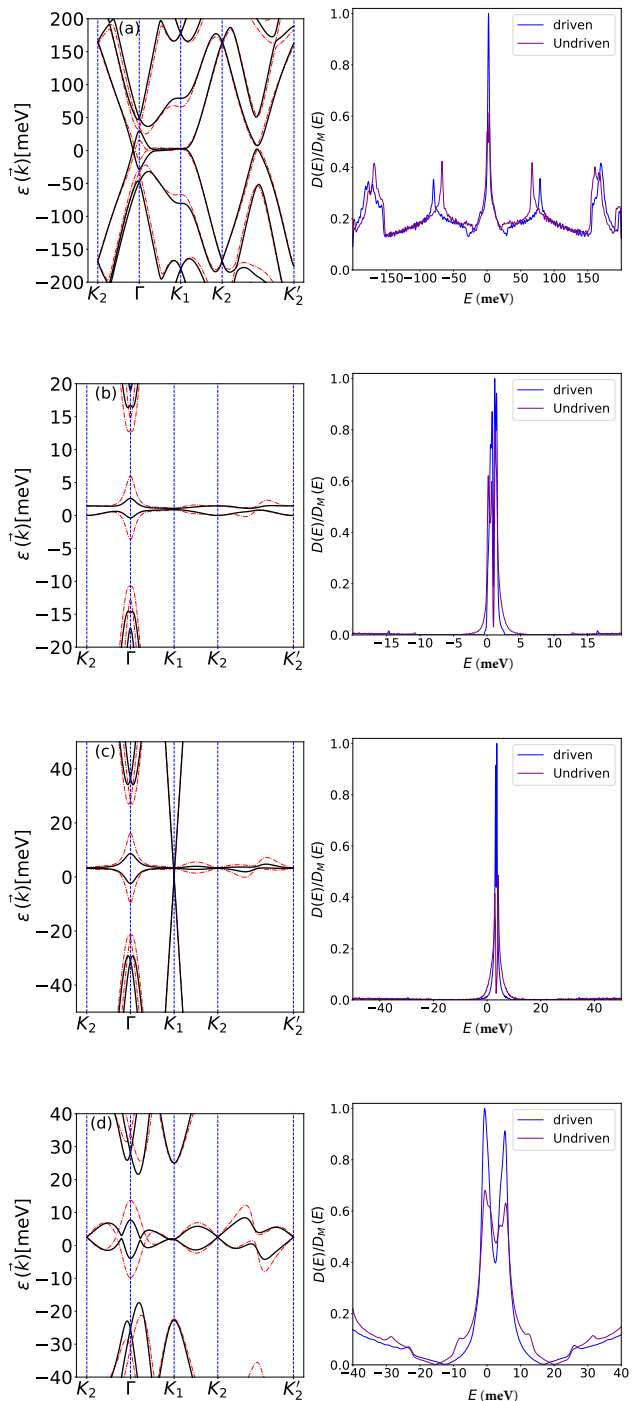 (a)
ε(k⃗)[meV]
200
150
100
50
0
−50
−100
−150
−200
K₂ Γ K₁ K₂ K₂′
D(E)/D_M(E)
1.0
0.8
0.6
0.4
0.2
0.0
driven
Undriven
−150 −100 −50 0 50 100 150
E (meV)
(b)
ε(k⃗)[meV]
20
15
10
5
0
−5
−10
−15
−20
K₂ Γ K₁ K₂ K₂′
D(E)/D_M(E)
1.0
0.8
0.6
0.4
0.2
0.0
driven
Undriven
−15 −10 −5 0 5 10 15
E (meV)
(c)
ε(k⃗)[meV]
40
20
0
−20
−40
K₂ Γ K₁ K₂ K₂′
D(E)/D_M(E)
1.0
0.8
0.6
0.4
0.2
0.0
driven
Undriven
−40 −20 0 20 40
E (meV)
(d)
ε(k⃗)[meV]
40
30
20
10
0
−10
−20
−30
−40
K₂ Γ K₁ K₂ K₂′
D(E)/D_M(E)
1.0
0.8
0.6
0.4
0.2
0.0
driven
Undriven
−40 −30 −20 −10 0 10 20 30 40
E (meV)